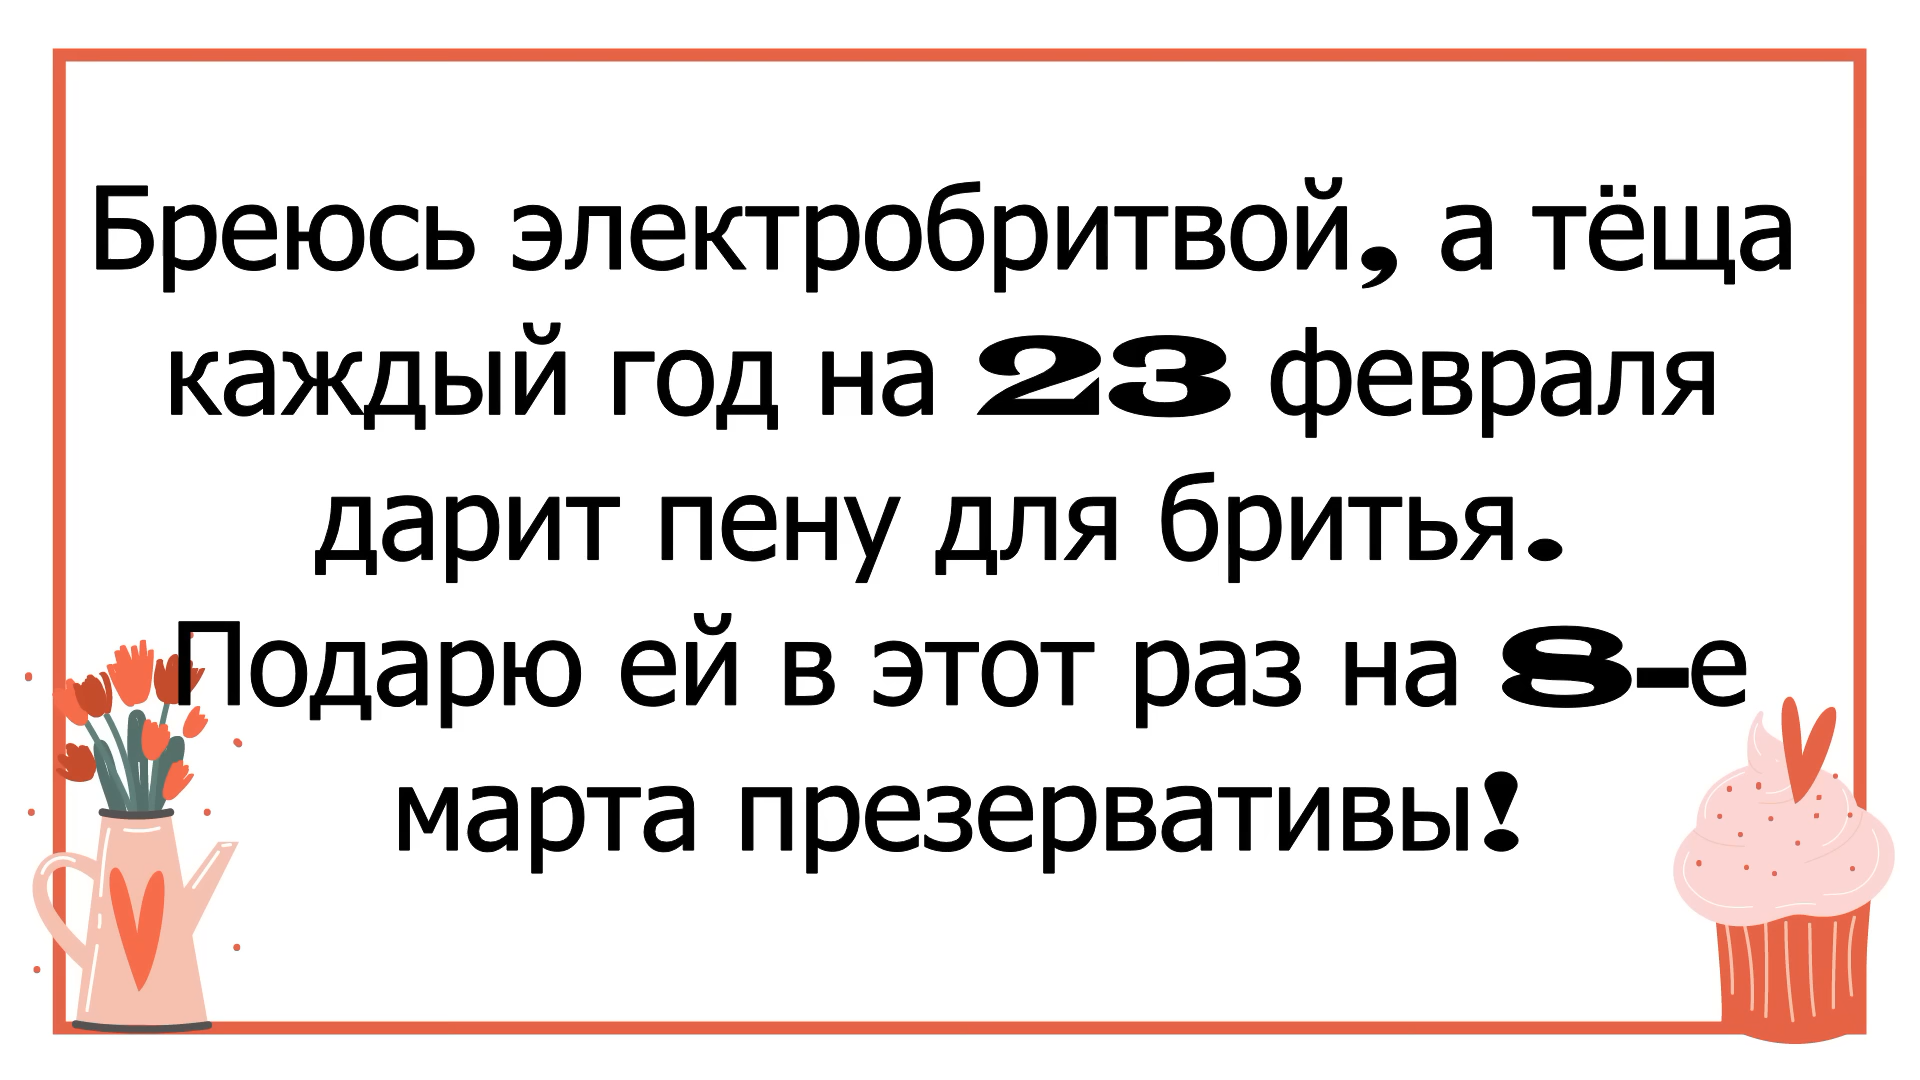 Бреюсь электробритвой, а тёща
каждый год на 23 февраля
дарит пену для бритья.
Подарю ей в этот раз на 8-е
марта презервативы!